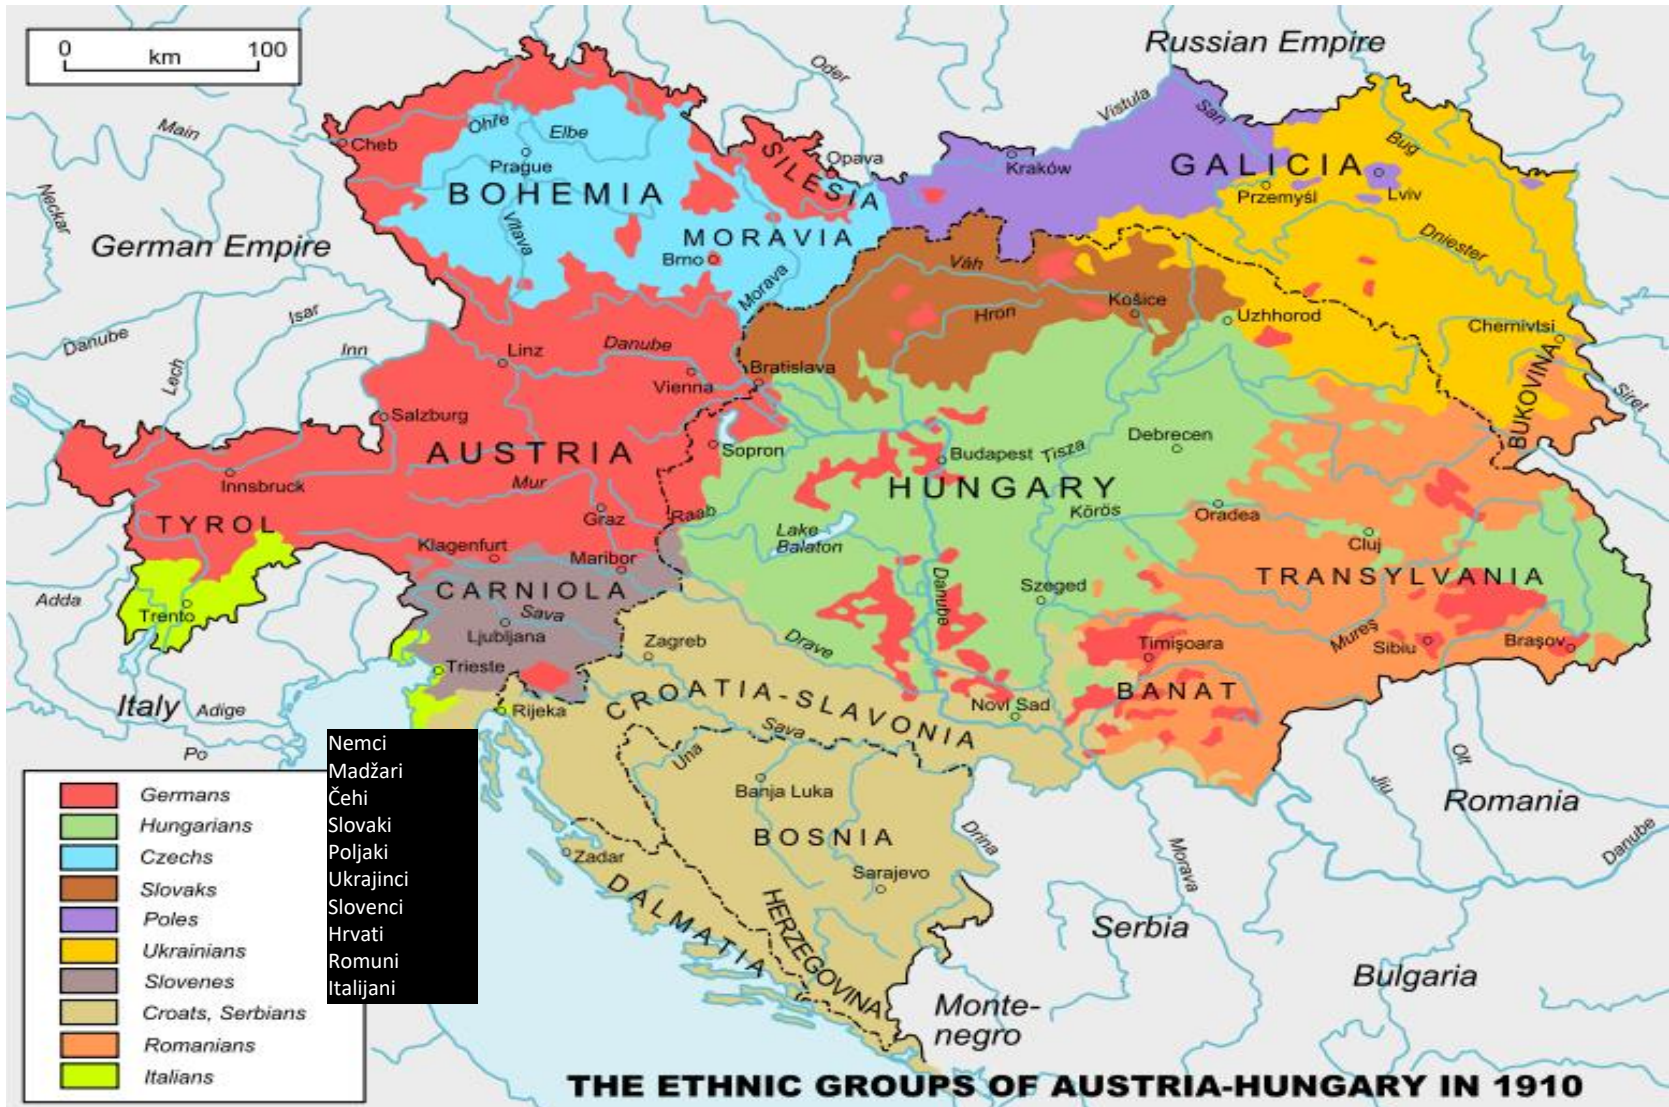 0 100
km
Russian Empire
Oder
Main
Cheb
Ohře
Elbe
Prague
BOHEMIA
Vltava
SILESIA
Opava
Vistula
San
Kraków
GALICIA
Bug
Przemyśl
Lviv
Neckar
German Empire
MORAVIA
Brno
Morava
Váh
Dniester
Danube
Isar
Lech
Inn
Linz
Danube
Vienna
Bratislava
Hron
Košice
Uzhhorod
Chernivtsi
BUKOVINA
Siret
Salzburg
AUSTRIA
Sopron
Budapest
Tisza
Debrecen
Innsbruck
Mur
HUNGARY
TYROL
Graz
Raab
Lake
Balaton
Körös
Oradea
Klagenfurt
Maribor
Cluj
CARNIOLA
Danube
Szeged
TRANSYLVANIA
Adda
Trento
Sava
Ljubljana
Zagreb
Drave
Mureş
Timişoara
Sibiu
Braşov
Trieste
BANAT
Italy
Adige
Rijeka
CROATIA-SLAVONIA
Novi Sad
Po
Una
Sava
Olt
Jiu
Banja Luka
Romania
BOSNIA
Drina
Zadar
Morava
Danube
Sarajevo
DALMATIA
HERZEGOVINA
Serbia
Bulgaria
Monte-
negro
Nemci
Madžari
Čehi
Slovaki
Poljaki
Ukrajinci
Slovenci
Hrvati
Romuni
Italijani
Germans
Hungarians
Czechs
Slovaks
Poles
Ukrainians
Slovenes
Croats, Serbians
Romanians
Italians
THE ETHNIC GROUPS OF AUSTRIA-HUNGARY IN 1910